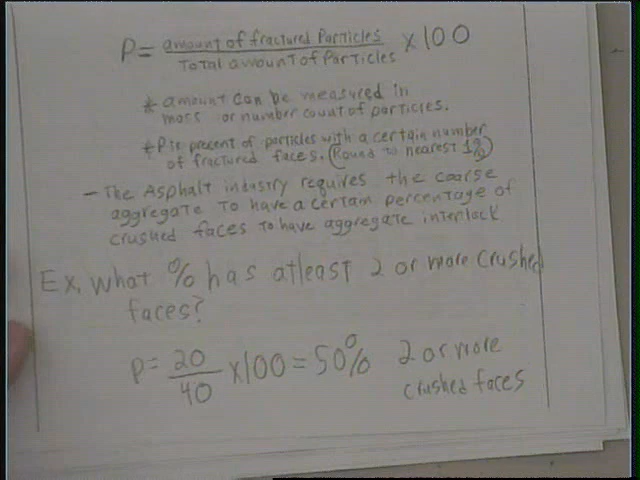 P = amount of fractured Particles / Total amount of Particles x 100
* amount can be measured in
mass or number count of particles.
* P is precent of particles with a certain number
of fractured faces. (Round to nearest 1%)
- The Asphalt industry requires the coarse
aggregate to have a certain percentage of
crushed faces to have aggregate interlock
Ex. what % has atleast 2 or more crushed
faces?
P = 20 / 40 x 100 = 50% 2 or more
crushed faces